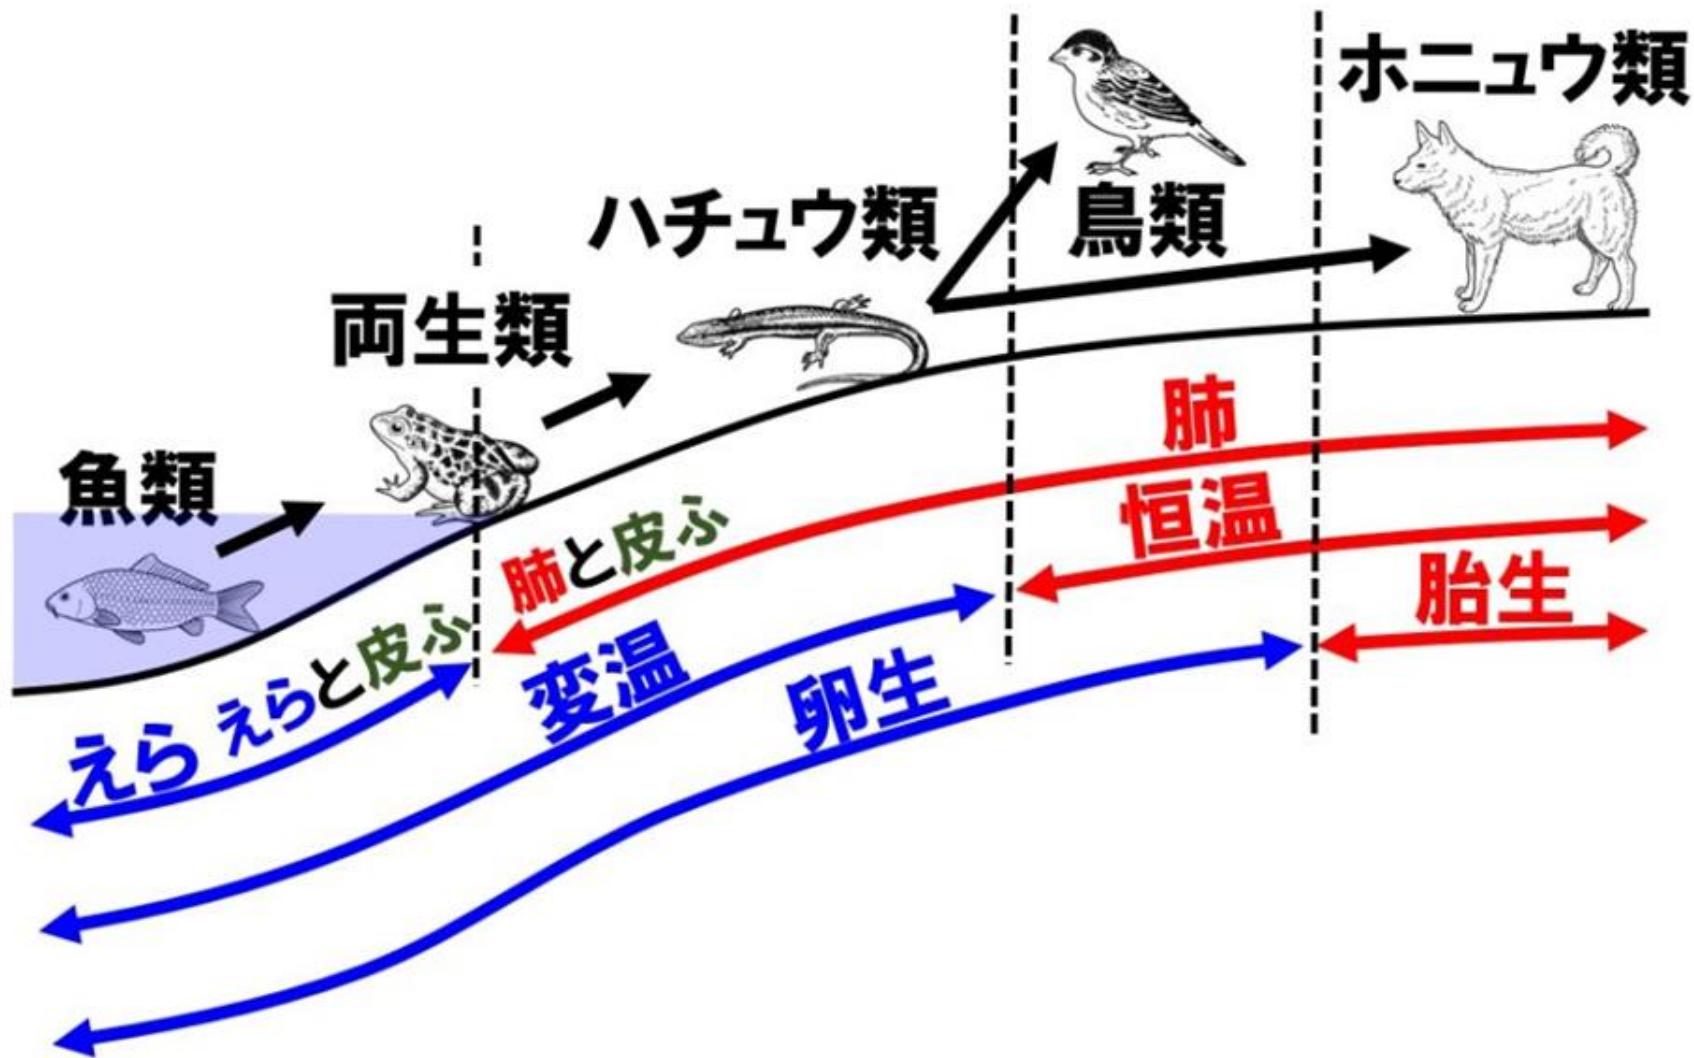 ホニュウ類
鳥類
ハチュウ類
両生類
魚類
肺
恒温
胎生
肺と皮ふ
変温
卵生
えら
えらと皮ふ